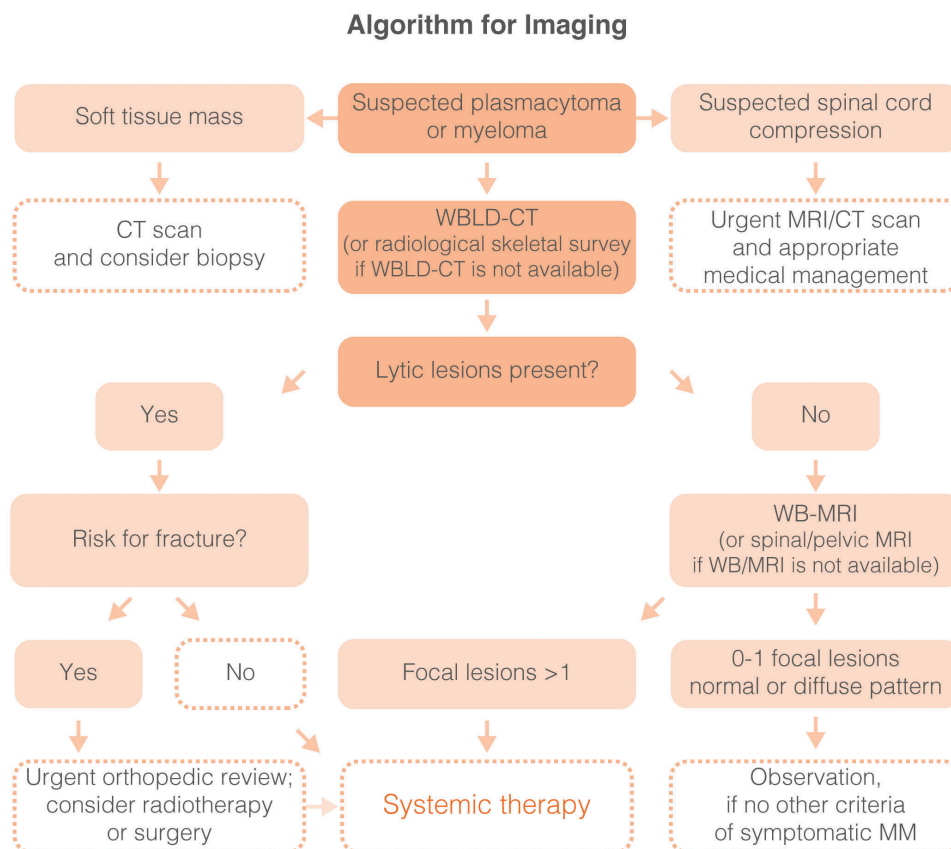 Algorithm for Imaging
Soft tissue mass
Suspected plasmacytoma
or myeloma
Suspected spinal cord
compression
CT scan
and consider biopsy
WBLD-CT
(or radiological skeletal survey
if WBLD-CT is not available)
Urgent MRI/CT scan
and appropriate
medical management
Lytic lesions present?
Yes
No
Risk for fracture?
WB-MRI
(or spinal/pelvic MRI
if WB/MRI is not available)
Yes
No
Focal lesions >1
0-1 focal lesions
normal or diffuse pattern
Urgent orthopedic review;
consider radiotherapy
or surgery
Systemic therapy
Observation,
if no other criteria
of symptomatic MM